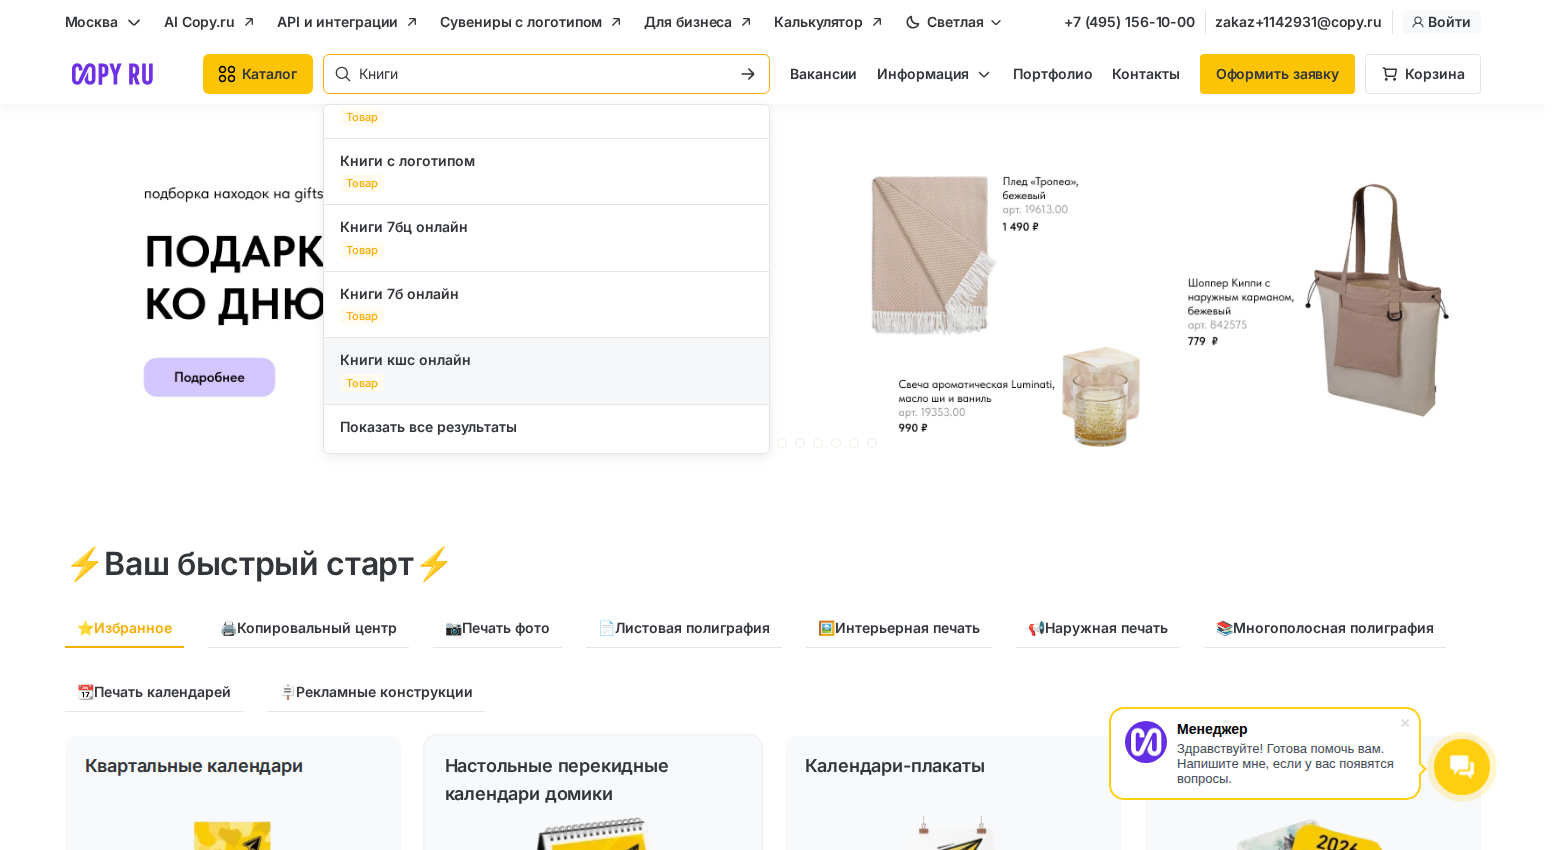 Москва
AI Copy.ru
API и интеграции
Сувениры с логотипом
Для бизнеса
Калькулятор
Светлая
+7 (495) 156-10-00
zakaz+1142931@copy.ru
Войти
COPY RU
Каталог
Книги
Вакансии
Информация
Портфолио
Контакты
Оформить заявку
Корзина
Товар
Книги с логотипом
Товар
Книги 7бц онлайн
Товар
Книги 7б онлайн
Товар
Книги кшс онлайн
Товар
Показать все результаты
подборка находок на gifts
ПОДАРК
КО ДНЮ
Подробнее
Плед «Тропеа»,
бежевый
арт. 19613.00
1 490 ₽
Шоппер Киппи с
наружным карманом,
бежевый
арт. 842575
779 ₽
Свеча ароматическая Luminati,
масло ши и ваниль
арт. 19353.00
990 ₽
⚡Ваш быстрый старт⚡
⭐Избранное
🖨️Копировальный центр
📷Печать фото
📄Листовая полиграфия
🖼️Интерьерная печать
📢Наружная печать
📚Многополосная полиграфия
📆Печать календарей
🪧Рекламные конструкции
Квартальные календари
Настольные перекидные
календари домики
Календари-плакаты
Менеджер
Здравствуйте! Готова помочь вам.
Напишите мне, если у вас появятся
вопросы.
2026